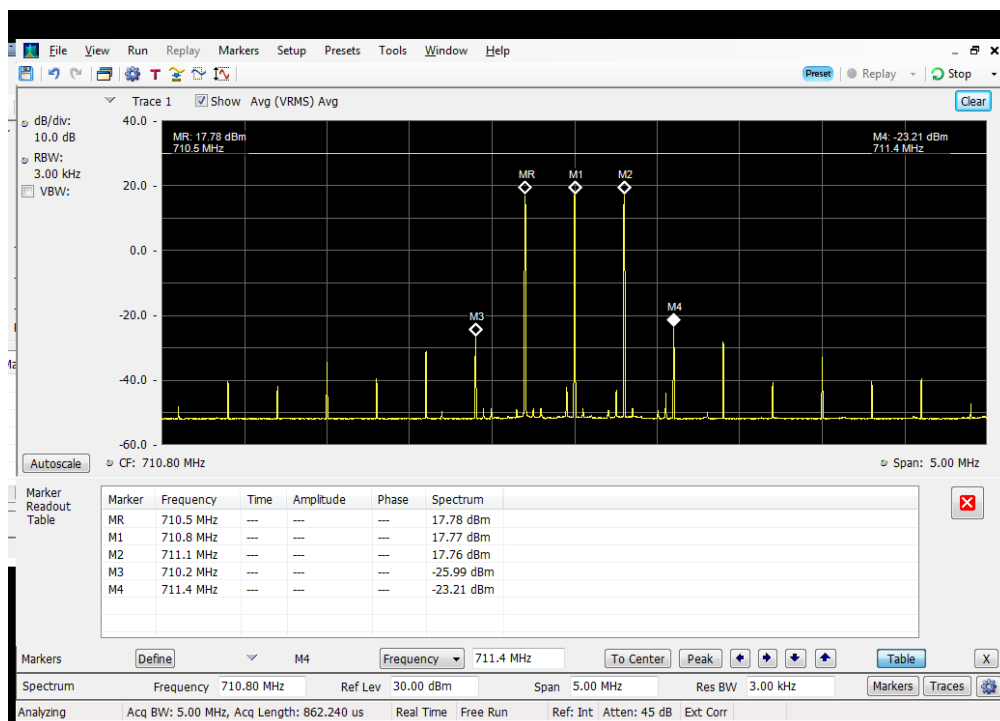 File View Run Replay Markers Setup Presets Tools Window Help
T Preset Replay Stop
Trace 1 Show Avg (VRMS) Avg Clear
dB/div:
10.0 dB
RBW:
3.00 kHz
VBW:
40.0
20.0
0.0
-20.0
-40.0
-60.0
MR: 17.78 dBm
710.5 MHz
M4: -23.21 dBm
711.4 MHz
MR M1 M2
M3 M4
Autoscale CF: 710.80 MHz Span: 5.00 MHz
Marker
Readout
Table
Marker Frequency Time Amplitude Phase Spectrum
MR 710.5 MHz --- --- --- 17.78 dBm
M1 710.8 MHz --- --- --- 17.77 dBm
M2 711.1 MHz --- --- --- 17.76 dBm
M3 710.2 MHz --- --- --- -25.99 dBm
M4 711.4 MHz --- --- --- -23.21 dBm
Markers Define M4 Frequency 711.4 MHz To Center Peak Table X
Spectrum Frequency 710.80 MHz Ref Lev 30.00 dBm Span 5.00 MHz Res BW 3.00 kHz Markers Traces
Analyzing Acq BW: 5.00 MHz, Acq Length: 862.240 us Real Time Free Run Ref: Int Atten: 45 dB Ext Corr